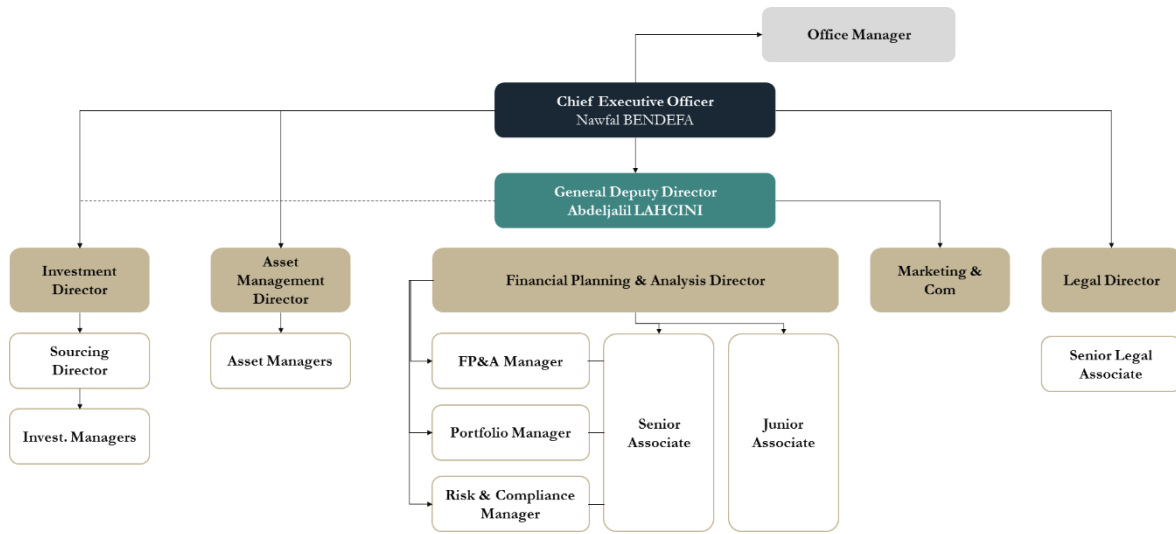 Office Manager
Chief Executive Officer
Nawfal BENDEFA
General Deputy Director
Abdeljalil LAHCINI
Investment
Director
Asset
Management
Director
Financial Planning & Analysis Director
Marketing &
Com
Legal Director
Sourcing
Director
Invest. Managers
Asset Managers
FP&A Manager
Portfolio Manager
Risk & Compliance
Manager
Senior
Associate
Junior
Associate
Senior Legal
Associate